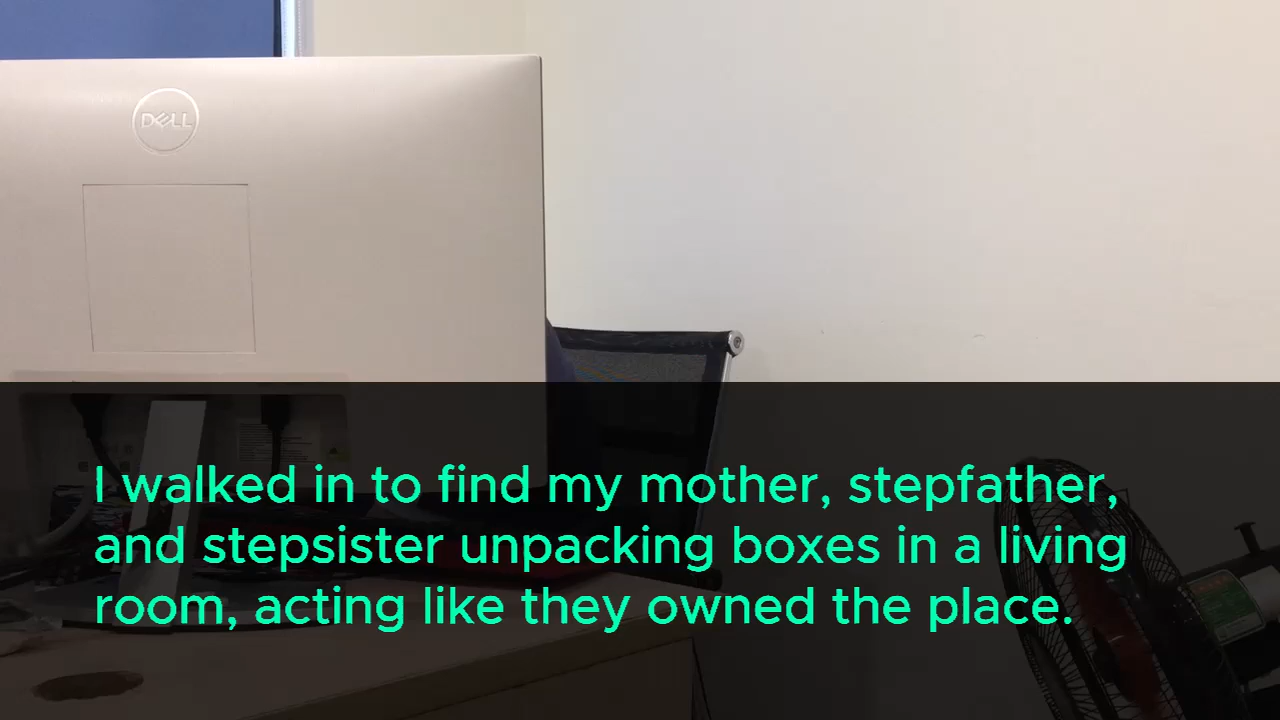 DELL
I walked in to find my mother, stepfather,
and stepsister unpacking boxes in a living
room, acting like they owned the place.